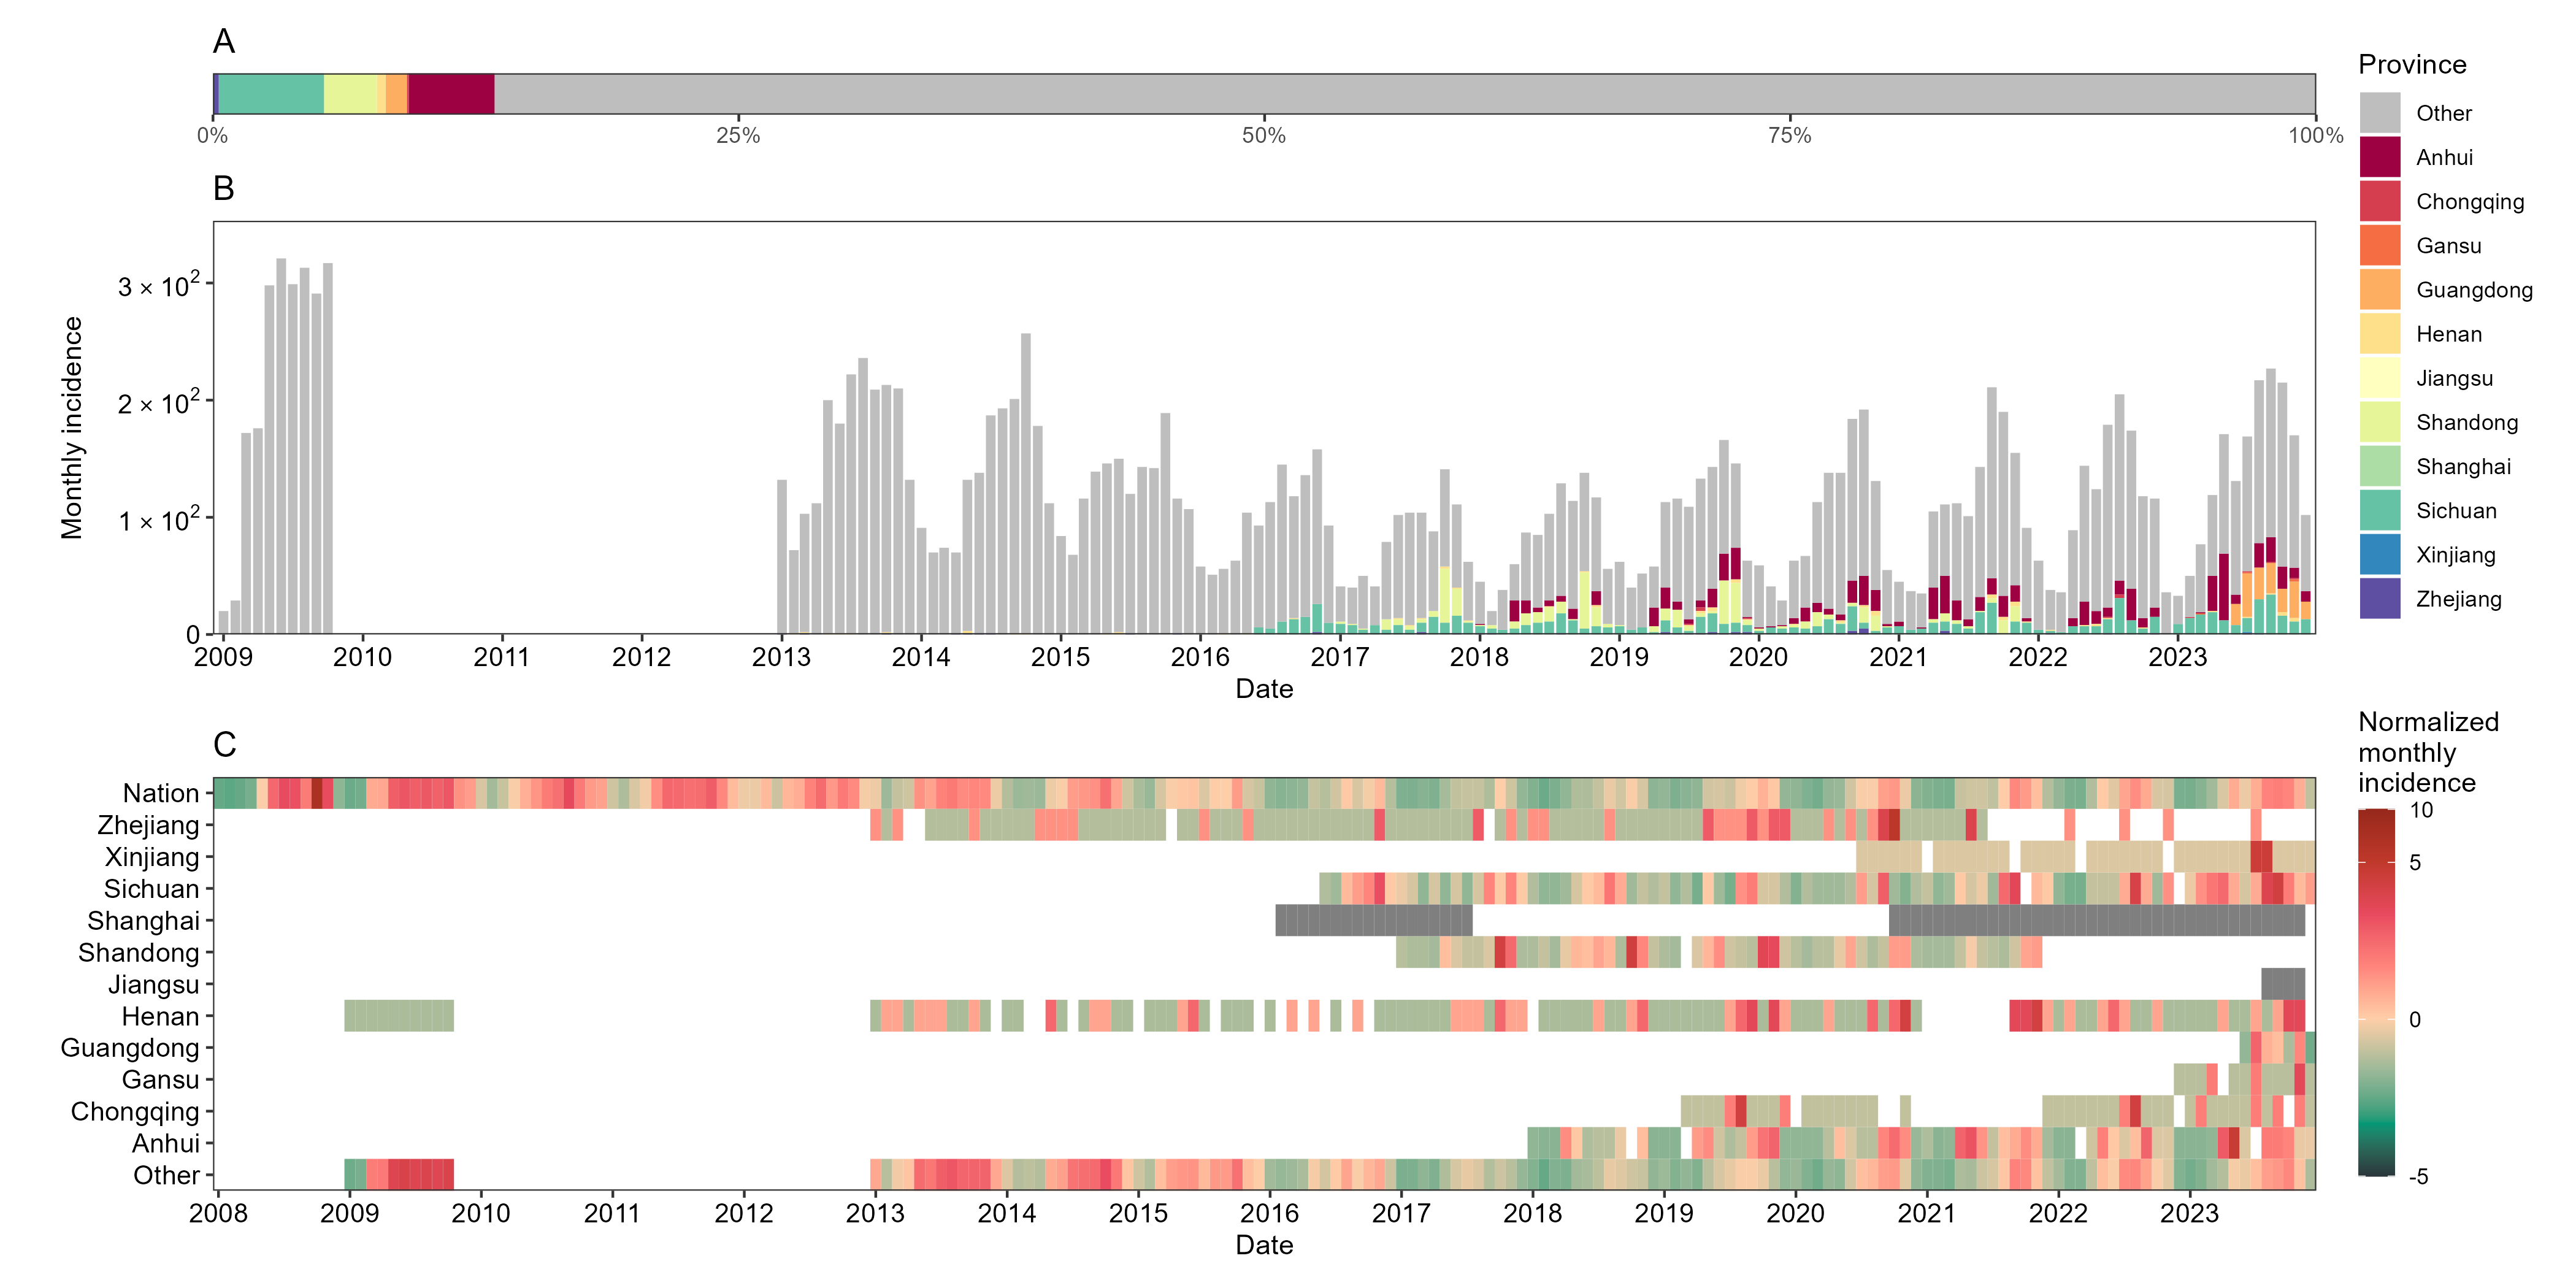 A
0%
25%
50%
75%
100%
Province
Other
Anhui
Chongqing
Gansu
Guangdong
Henan
Jiangsu
Shandong
Shanghai
Sichuan
Xinjiang
Zhejiang
B
Monthly incidence
3 × 10²
2 × 10²
1 × 10²
0
2009 2010 2011 2012 2013 2014 2015 2016 2017 2018 2019 2020 2021 2022 2023
Date
C
Nation
Zhejiang
Xinjiang
Sichuan
Shanghai
Shandong
Jiangsu
Henan
Guangdong
Gansu
Chongqing
Anhui
Other
2008 2009 2010 2011 2012 2013 2014 2015 2016 2017 2018 2019 2020 2021 2022 2023
Date
Normalized
monthly
incidence
10
5
0
-5